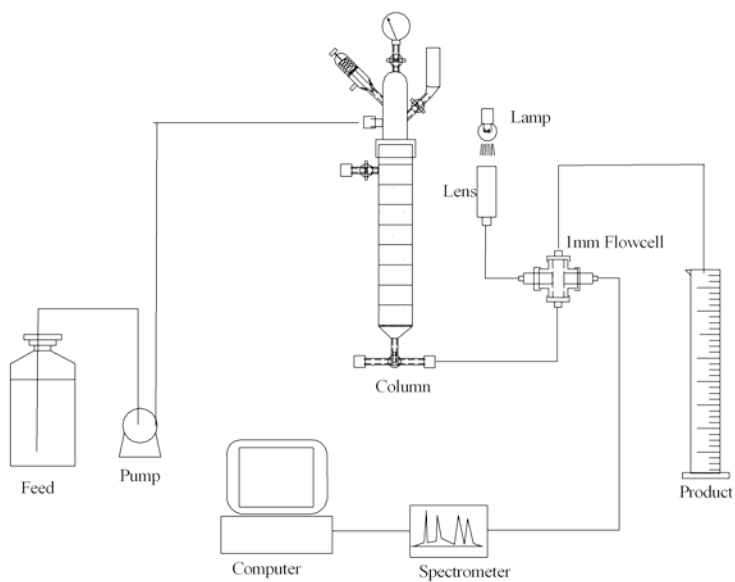 Lamp
Lens
1mm Flowcell
Column
Feed
Pump
Product
Computer
Spectrometer